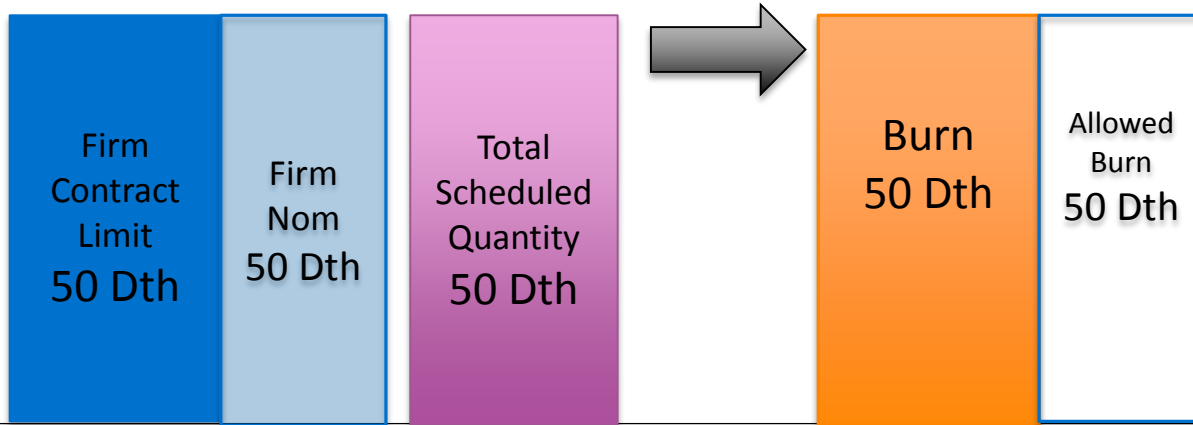 Firm
Contract
Limit
50 Dth
Firm
Nom
50 Dth
Total
Scheduled
Quantity
50 Dth
Burn
50 Dth
Allowed
Burn
50 Dth